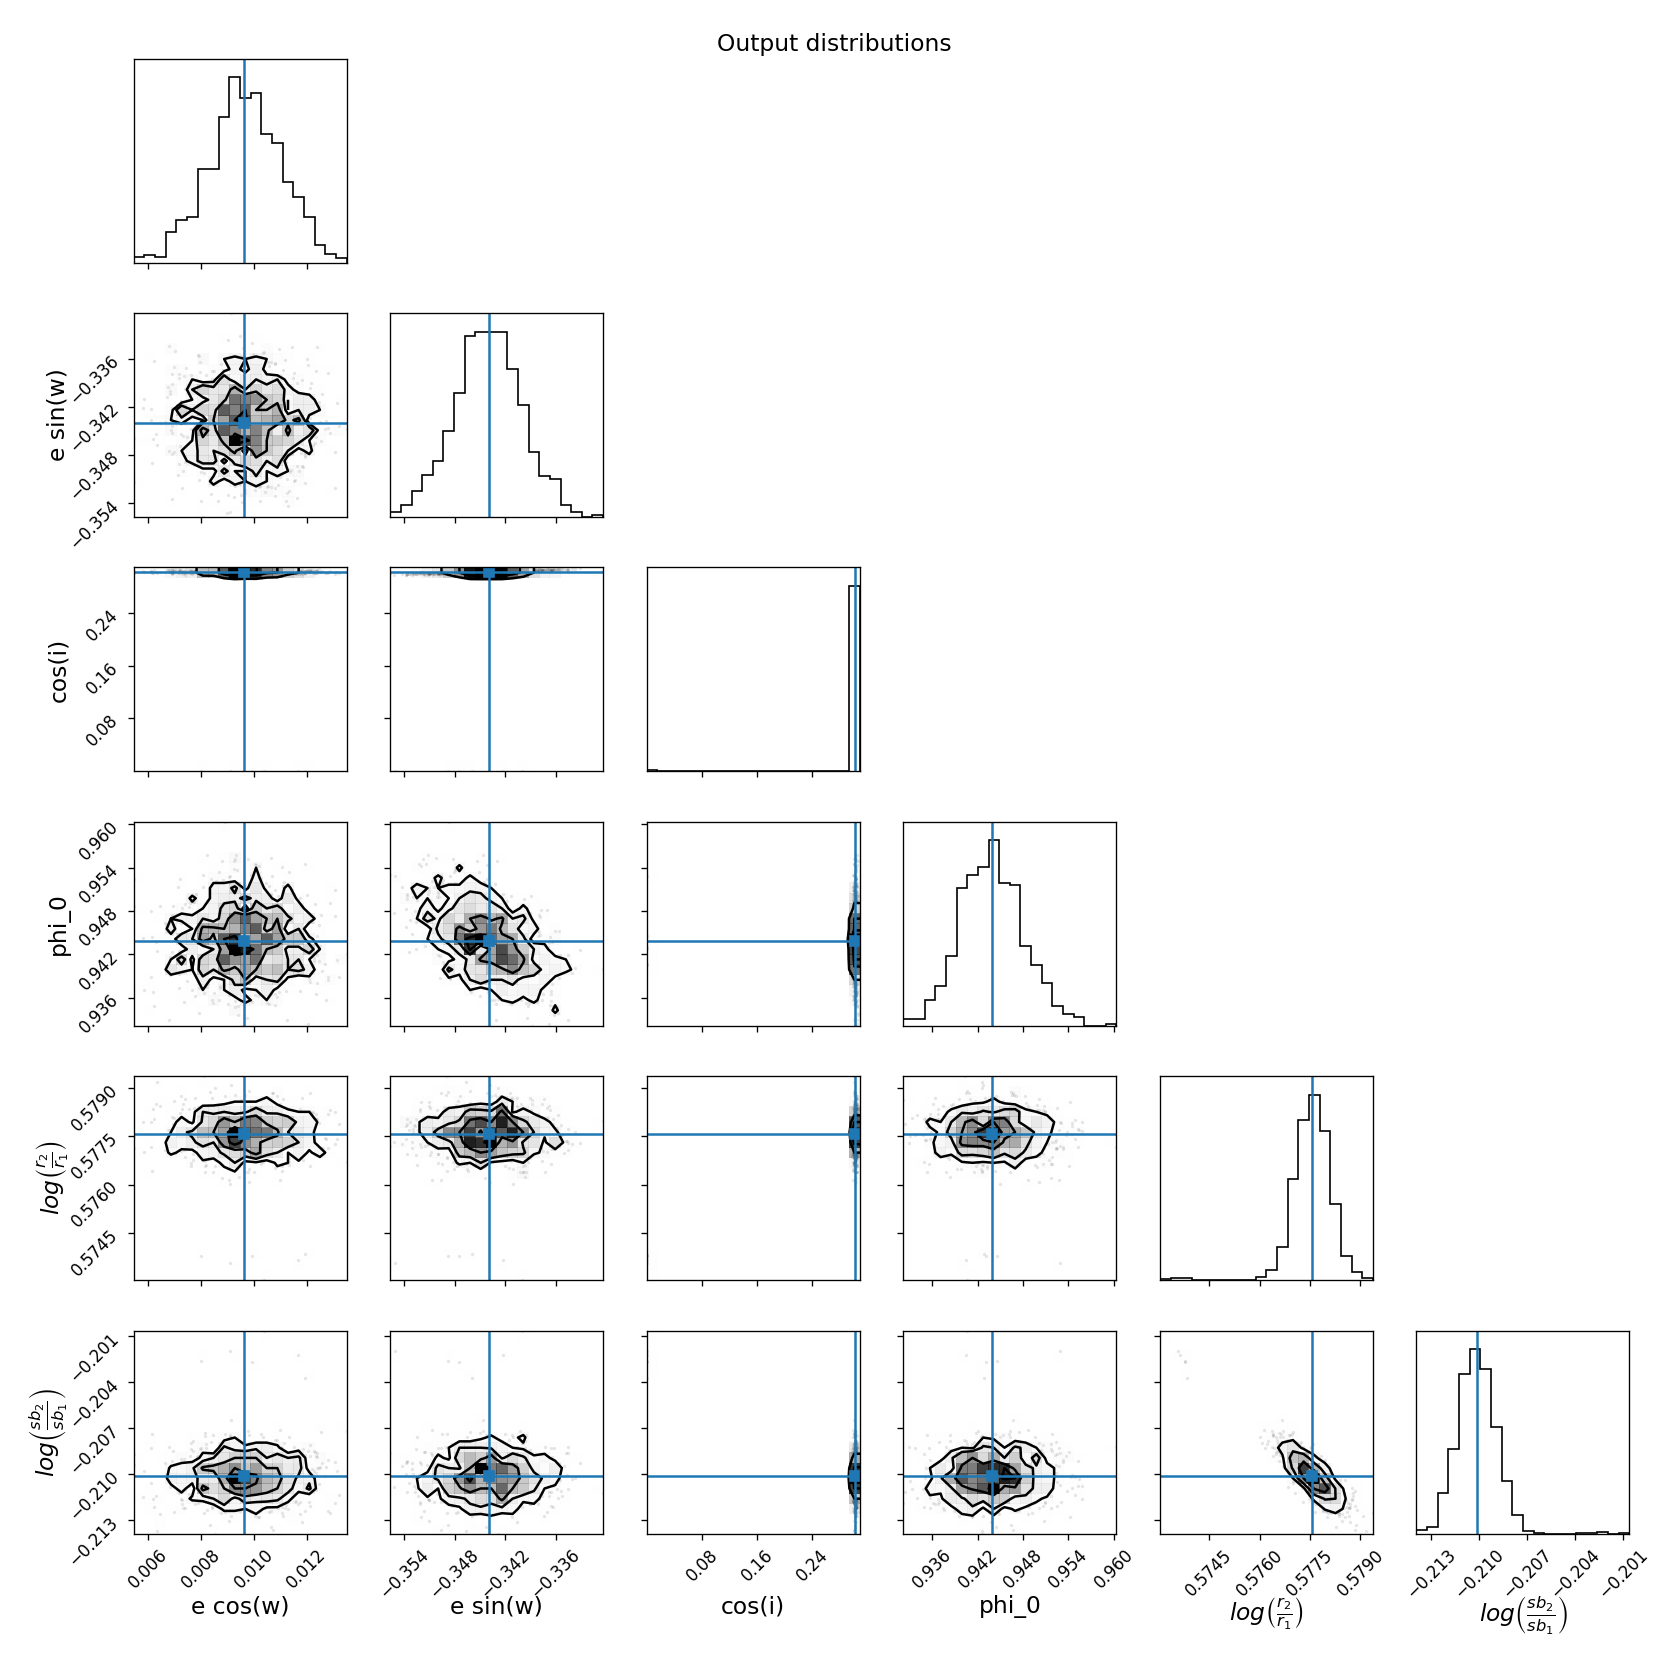 Output distributions
e sin(w)
−0.336
−0.342
−0.348
−0.354
cos(i)
0.24
0.16
0.08
phi_0
0.960
0.954
0.948
0.942
0.936
log(r₂/r₁)
0.5790
0.5775
0.5760
0.5745
log(sb₂/sb₁)
−0.201
−0.204
−0.207
−0.210
−0.213
0.006 0.008 0.010 0.012
e cos(w)
−0.354 −0.348 −0.342 −0.336
e sin(w)
0.08 0.16 0.24
cos(i)
0.936 0.942 0.948 0.954 0.960
phi_0
0.5745 0.5760 0.5775 0.5790
log(r₂/r₁)
−0.213 −0.210 −0.207 −0.204 −0.201
log(sb₂/sb₁)